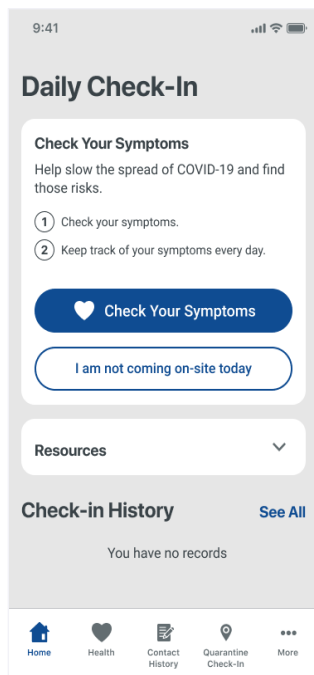 9:41
Daily Check-In
Check Your Symptoms
Help slow the spread of COVID-19 and find
those risks.
1 Check your symptoms.
2 Keep track of your symptoms every day.
Check Your Symptoms
I am not coming on-site today
Resources
Check-in History See All
You have no records
Home Health Contact Quarantine More
History Check-In